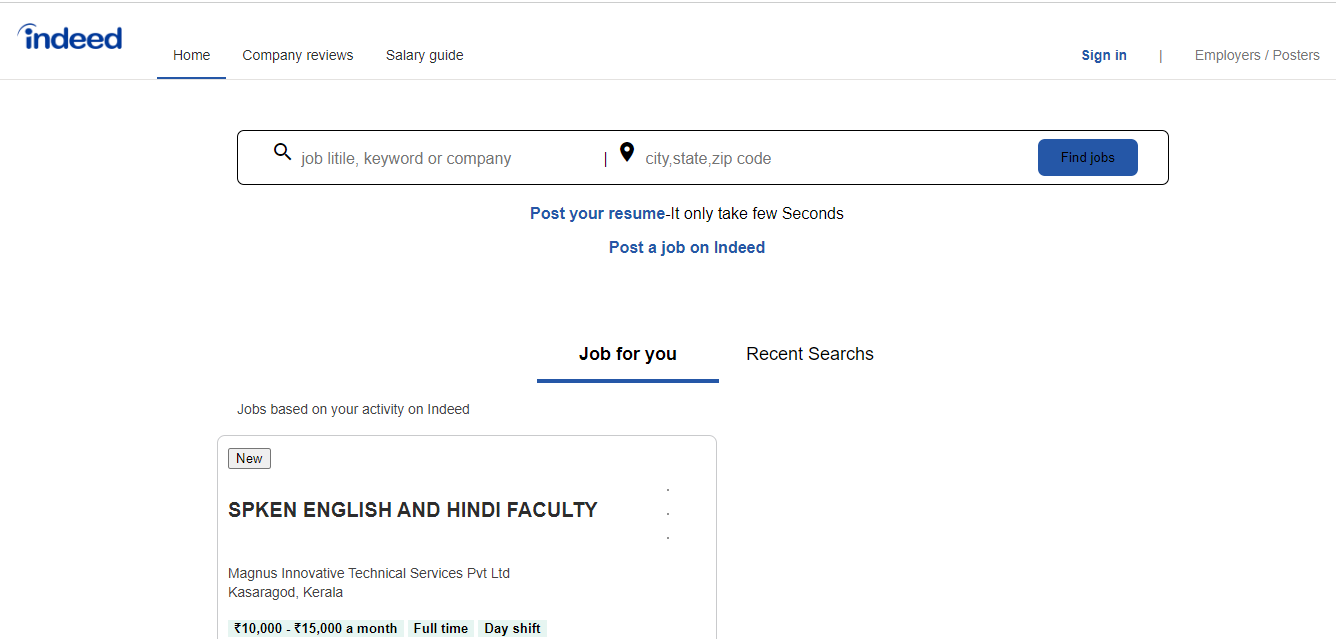 indeed
Home Company reviews Salary guide Sign in | Employers / Posters
job litile, keyword or company | city,state,zip code Find jobs
Post your resume-It only take few Seconds
Post a job on Indeed
Job for you Recent Searchs
Jobs based on your activity on Indeed
New
SPKEN ENGLISH AND HINDI FACULTY
Magnus Innovative Technical Services Pvt Ltd
Kasaragod, Kerala
₹10,000 - ₹15,000 a month Full time Day shift